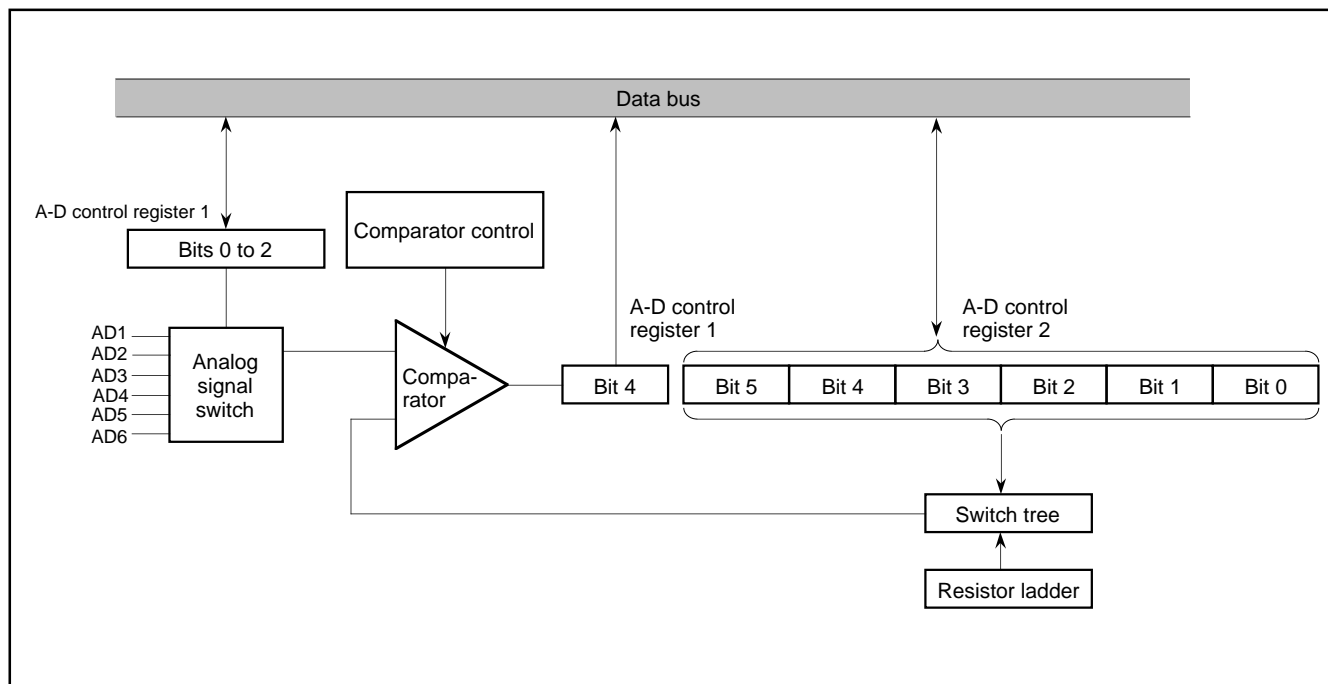 Data bus
A-D control register 1
Bits 0 to 2
Comparator control
AD1
AD2
AD3
AD4
AD5
AD6
Analog
signal
switch
Compa-
rator
A-D control
register 1
Bit 4
A-D control
register 2
Bit 5
Bit 4
Bit 3
Bit 2
Bit 1
Bit 0
Switch tree
Resistor ladder